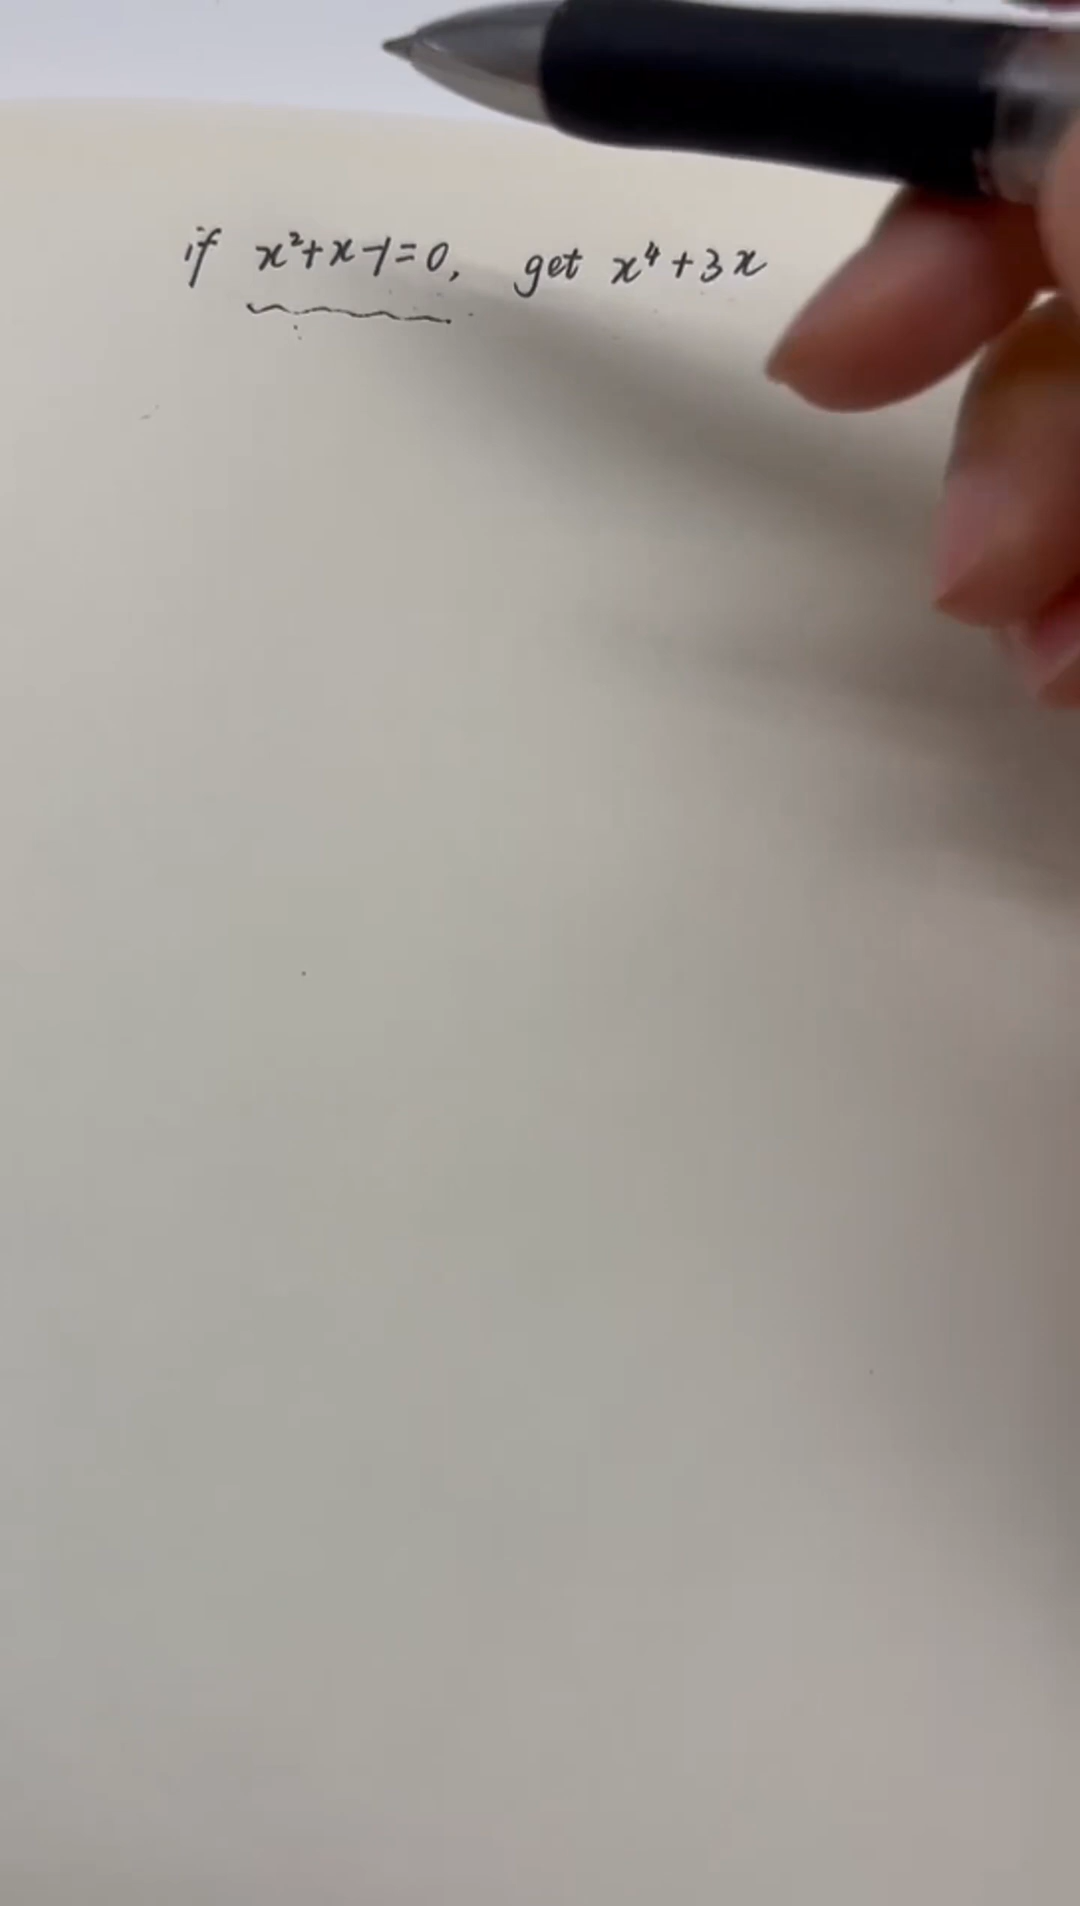 if x²+x-1=0, get x⁴+3x